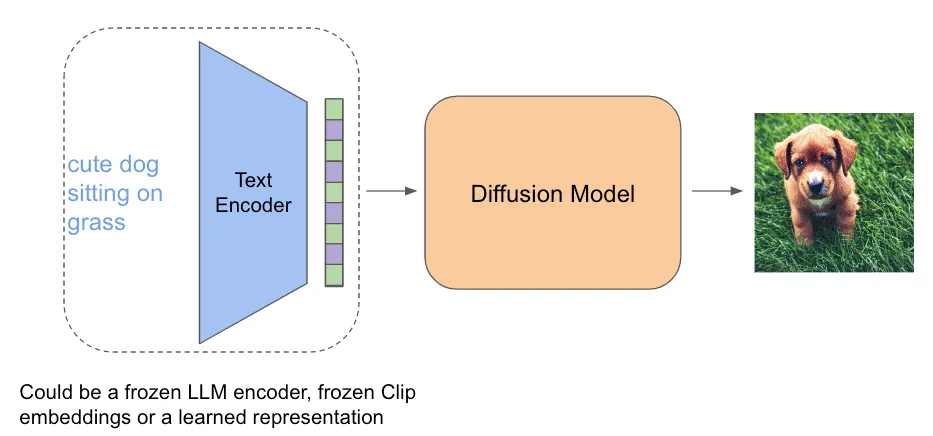 cute dog
sitting on
grass
Text
Encoder
Diffusion Model
Could be a frozen LLM encoder, frozen Clip
embeddings or a learned representation